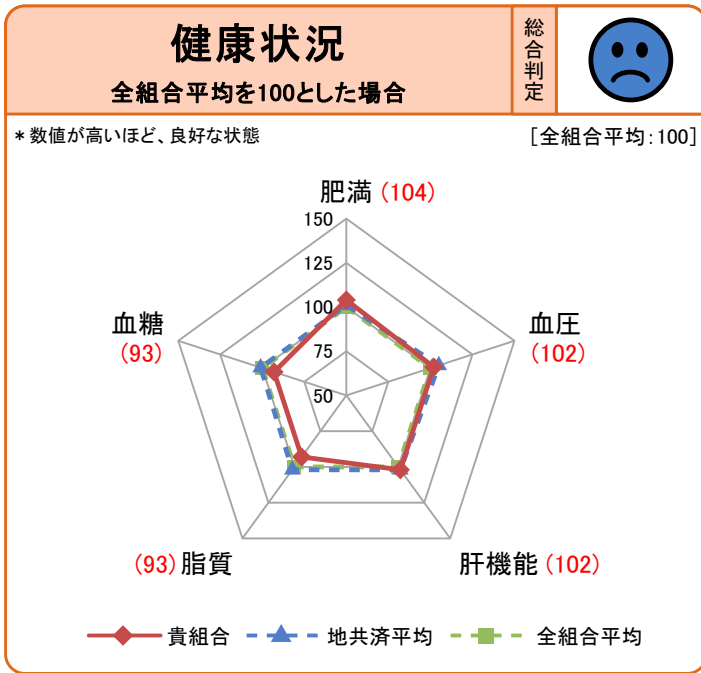 健康状況
全組合平均を100とした場合
総合判定
*数値が高いほど、良好な状態
[全組合平均:100]
肥満 (104)
150
125
100
75
50
血糖
(93)
血圧
(102)
(93) 脂質
肝機能 (102)
貴組合 地共済平均 全組合平均